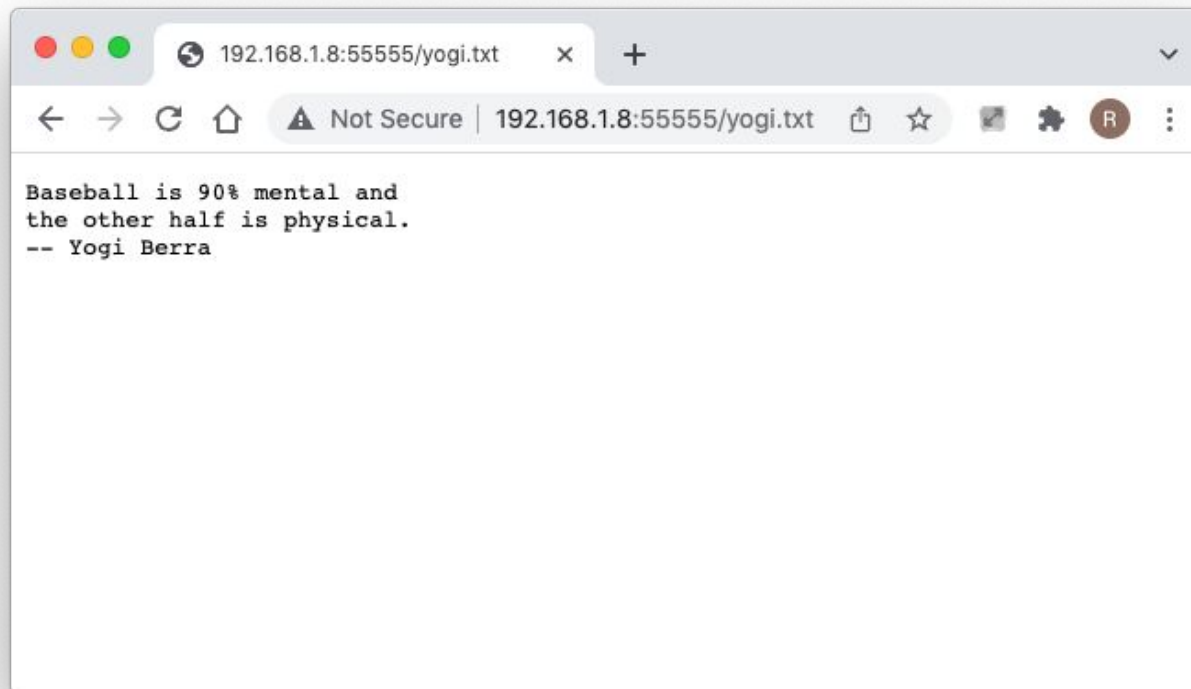 192.168.1.8:55555/yogi.txt
Not Secure | 192.168.1.8:55555/yogi.txt
R
Baseball is 90% mental and
the other half is physical.
-- Yogi Berra